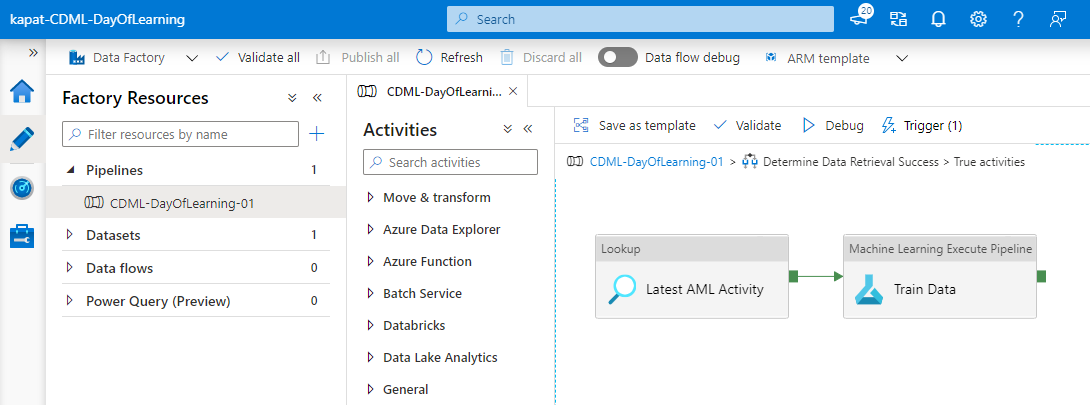 kapat-CDML-DayOfLearning
Search
20
Data Factory
Validate all
Publish all
Refresh
Discard all
Data flow debug
ARM template
Factory Resources
Filter resources by name
Pipelines 1
CDML-DayOfLearning-01
Datasets 1
Data flows 0
Power Query (Preview) 0
CDML-DayOfLearni...
Activities
Search activities
Move & transform
Azure Data Explorer
Azure Function
Batch Service
Databricks
Data Lake Analytics
General
Save as template
Validate
Debug
Trigger (1)
CDML-DayOfLearning-01 > Determine Data Retrieval Success > True activities
Lookup
Latest AML Activity
Machine Learning Execute Pipeline
Train Data